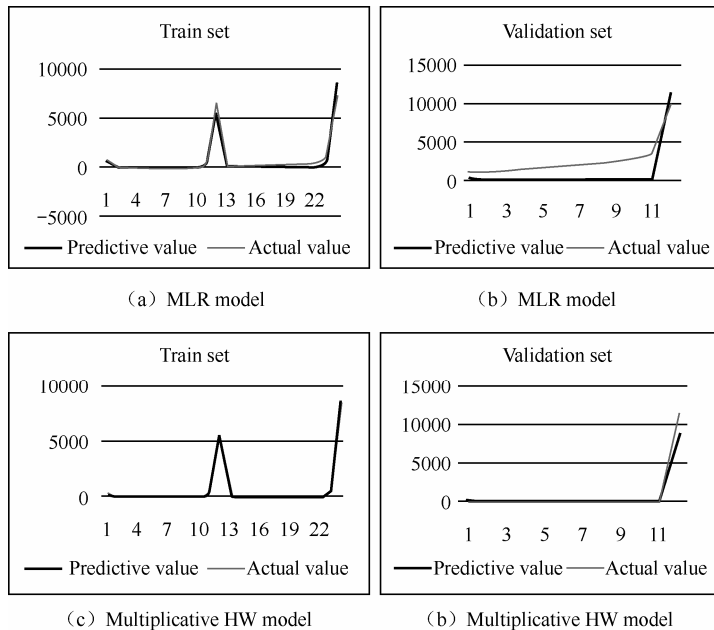 Train set
10000
5000
0
−5000
1 4 7 10 13 16 19 22
Predictive value Actual value
(a) MLR model
Validation set
15000
10000
5000
0
1 3 5 7 9 11
Predictive value Actual value
(b) MLR model
Train set
10000
5000
0
1 4 7 10 13 16 19 22
Predictive value Actual value
(c) Multiplicative HW model
Validation set
15000
10000
5000
0
1 3 5 7 9 11
Predictive value Actual value
(b) Multiplicative HW model